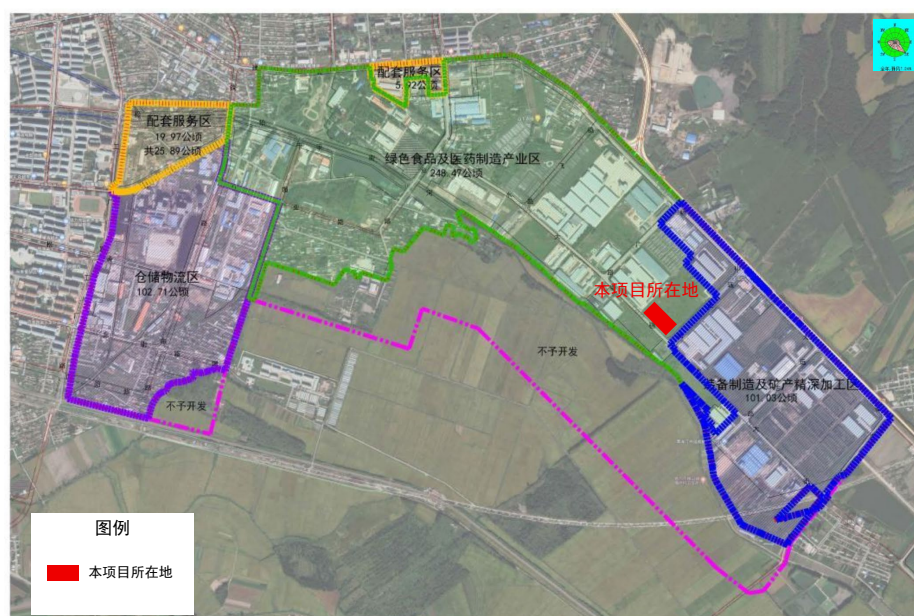 配套服务区
5.92公顷
配套服务区
19.97公顷
共25.89公顷
绿色食品及医药制造产业区
248.47公顷
仓储物流区
102.71公顷
本项目所在地
不予开发
装备制造及矿产精深加工区
101.03公顷
不予开发
图例
本项目所在地